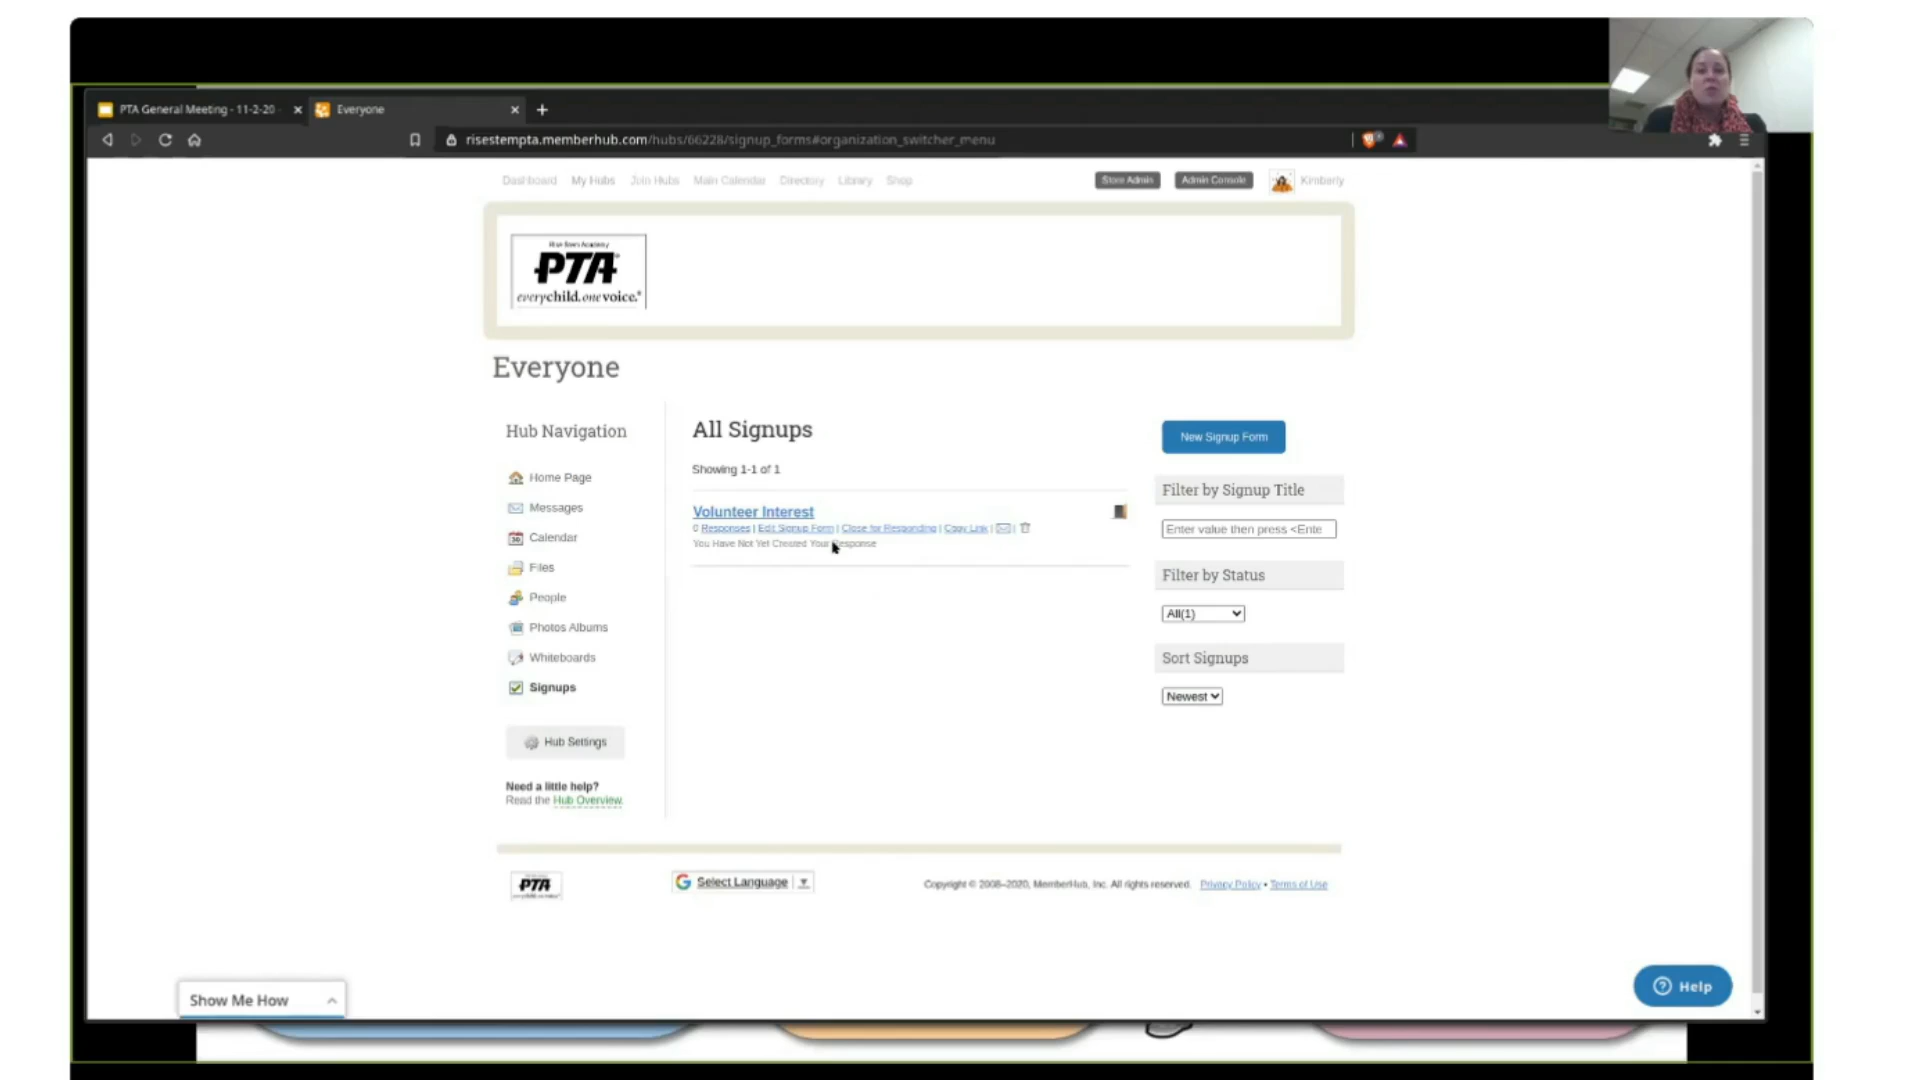 PTA General Meeting - 11-2-20
Everyone
risestempta.memberhub.com/hubs/66228/signup_forms#organization_switcher_menu
Dashboard My Hubs Join Hubs Main Calendar Directory Library Shop
Store Admin Admin Console Kimberly
Rise Stem Academy
PTA
everychild.onevoice.
Everyone
Hub Navigation
Home Page
Messages
Calendar
Files
People
Photos Albums
Whiteboards
Signups
Hub Settings
Need a little help?
Read the Hub Overview.
All Signups
Showing 1-1 of 1
Volunteer Interest
0 Responses | Edit Signup Form | Close for Responding | Copy Link |
You Have Not Yet Created Your Response
New Signup Form
Filter by Signup Title
Enter value then press <Ente
Filter by Status
All(1)
Sort Signups
Newest
PTA
Select Language
Copyright © 2008–2020, MemberHub, Inc. All rights reserved. Privacy Policy • Terms of Use
Show Me How
Help